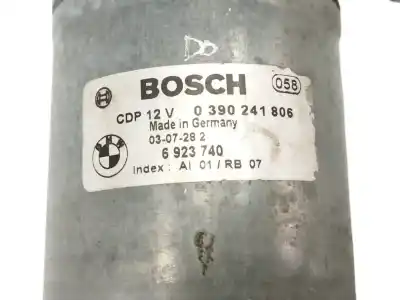 BOSCH
058
CDP 12 V 0 390 241 806
Made in Germany
03-07-28 2
BMW
6 923 740
Index : AI 01 / RB 07